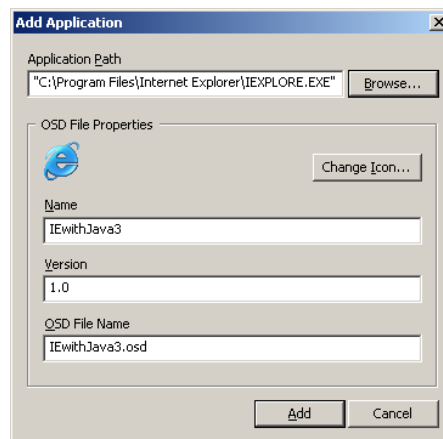 Add Application
Application Path
"C:\Program Files\Internet Explorer\IEXPLORE.EXE"
Browse...
OSD File Properties
Change Icon...
Name
IEwithJava3
Version
1.0
OSD File Name
IEwithJava3.osd
Add
Cancel